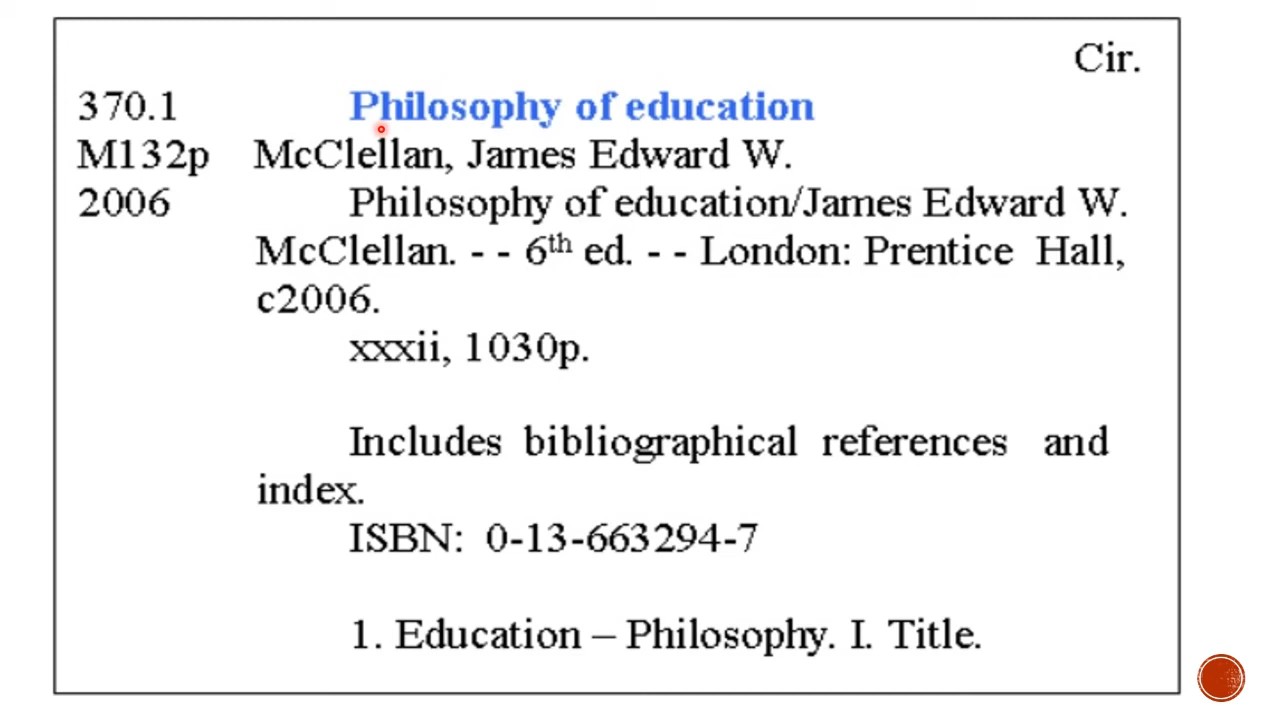 Cir.
370.1 Philosophy of education
M132p McClellan, James Edward W.
2006 Philosophy of education/James Edward W.
McClellan. - - 6th ed. - - London: Prentice Hall,
c2006.
xxxii, 1030p.
Includes bibliographical references and
index.
ISBN: 0-13-663294-7
1. Education – Philosophy. I. Title.